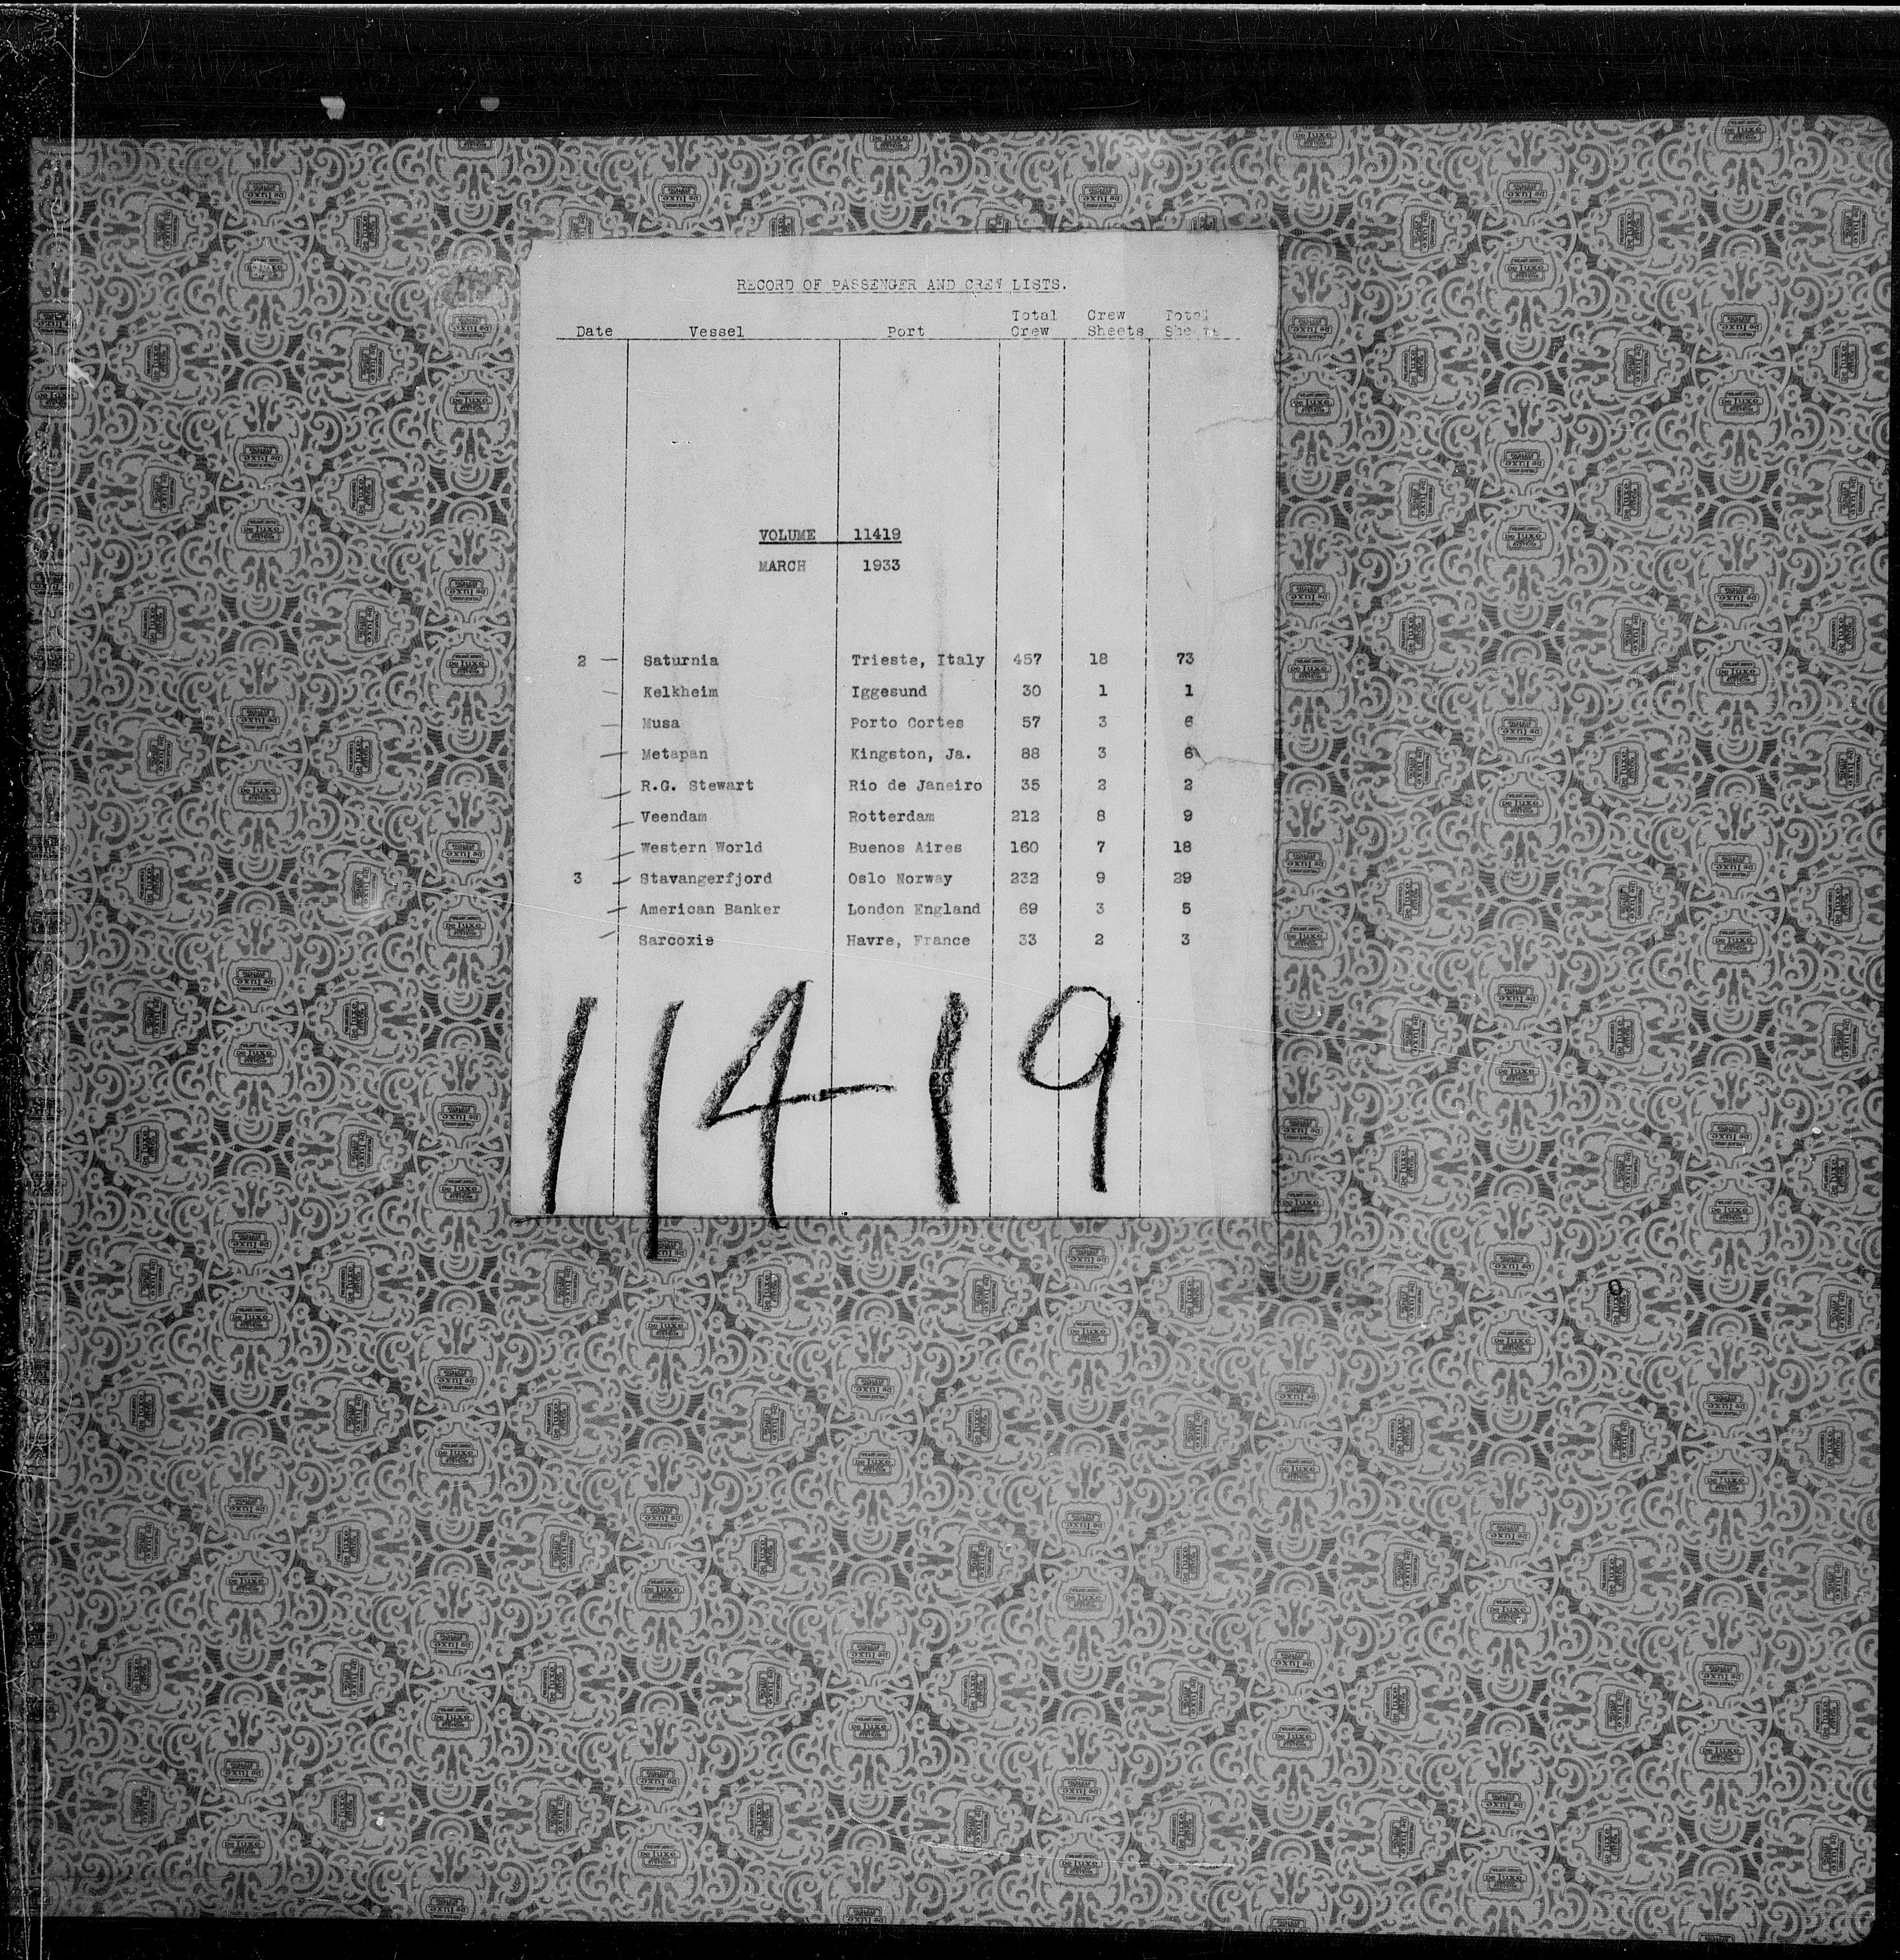 RECORD OF PASSENGER AND CREW LISTS.
Total Crew Total
Date Vessel Port Crew Sheets Sheets
VOLUME 11419
MARCH 1933
2 — Saturnia Trieste, Italy 457 18 73
— Kelkheim Iggesund 30 1 1
— Musa Porto Cortes 57 3 6
— Metapan Kingston, Ja. 88 3 6
— R.G. Stewart Rio de Janeiro 35 2 2
— Veendam Rotterdam 212 8 9
— Western World Buenos Aires 160 7 18
3 — Stavangerfjord Oslo Norway 232 9 29
— American Banker London England 69 3 5
— Sarcoxie Havre, France 33 2 3
11419
De luxe